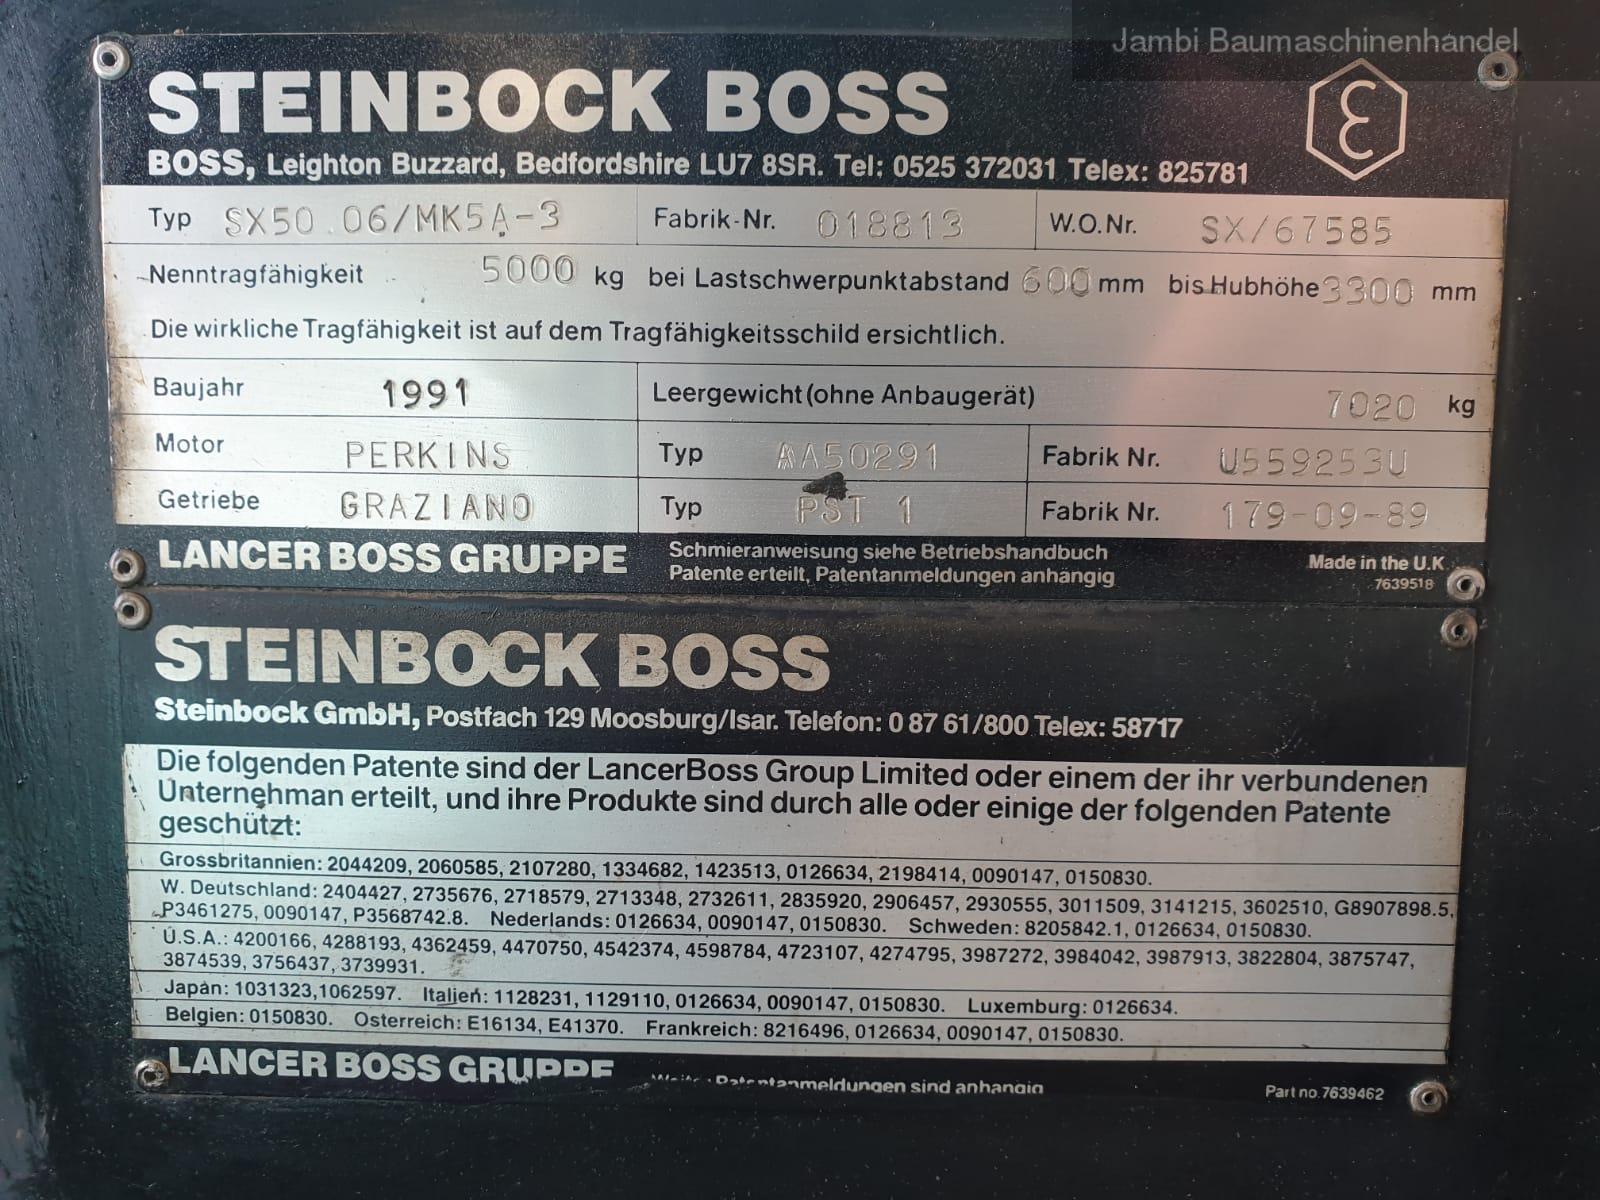 Jambi Baumaschinenhandel
STEINBOCK BOSS
BOSS, Leighton Buzzard, Bedfordshire LU7 8SR. Tel: 0525 372031 Telex: 825781
Typ SX50.06/MK5A-3 Fabrik-Nr. 018813 W.O.Nr. SX/67585
Nenntragfähigkeit 5000 kg bei Lastschwerpunktabstand 600 mm bis Hubhöhe 3300 mm
Die wirkliche Tragfähigkeit ist auf dem Tragfähigkeitsschild ersichtlich.
Baujahr 1991 Leergewicht (ohne Anbaugerät) 7020 kg
Motor PERKINS Typ AA50291 Fabrik Nr. U559253U
Getriebe GRAZIANO Typ PST 1 Fabrik Nr. 179-09-89
LANCER BOSS GRUPPE Schmieranweisung siehe Betriebshandbuch Made in the U.K.
Patente erteilt, Patentanmeldungen anhängig 7639518
STEINBOCK BOSS
Steinbock GmbH, Postfach 129 Moosburg/Isar. Telefon: 0 87 61/800 Telex: 58717
Die folgenden Patente sind der LancerBoss Group Limited oder einem der ihr verbundenen
Unternehman erteilt, und ihre Produkte sind durch alle oder einige der folgenden Patente
geschützt:
Grossbritannien: 2044209, 2060585, 2107280, 1334682, 1423513, 0126634, 2198414, 0090147, 0150830.
W. Deutschland: 2404427, 2735676, 2718579, 2713348, 2732611, 2835920, 2906457, 2930555, 3011509, 3141215, 3602510, G8907898.5,
P3461275, 0090147, P3568742.8. Nederlands: 0126634, 0090147, 0150830. Schweden: 8205842.1, 0126634, 0150830.
U.S.A.: 4200166, 4288193, 4362459, 4470750, 4542374, 4598784, 4723107, 4274795, 3987272, 3984042, 3987913, 3822804, 3875747,
3874539, 3756437, 3739931.
Japan: 1031323,1062597. Italien: 1128231, 1129110, 0126634, 0090147, 0150830. Luxemburg: 0126634.
Belgien: 0150830. Osterreich: E16134, E41370. Frankreich: 8216496, 0126634, 0090147, 0150830.
LANCER BOSS GRUPPE Patentanmeldungen sind anhangig Part no. 7639462